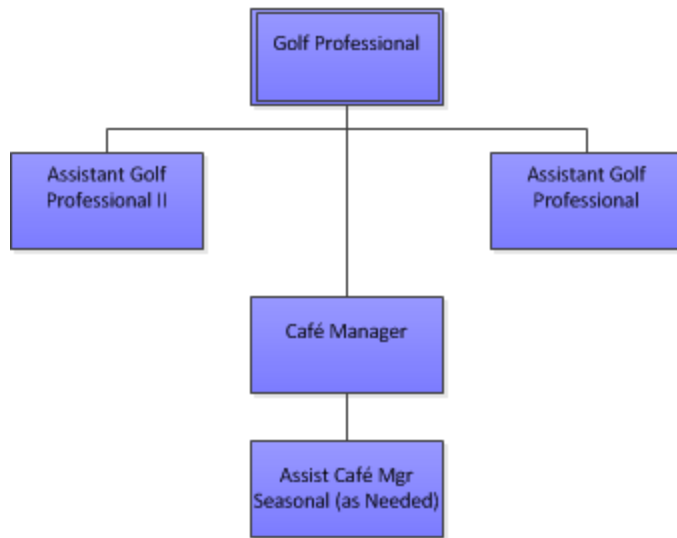 Golf Professional
Assistant Golf
Professional II
Assistant Golf
Professional
Café Manager
Assist Café Mgr
Seasonal (as Needed)